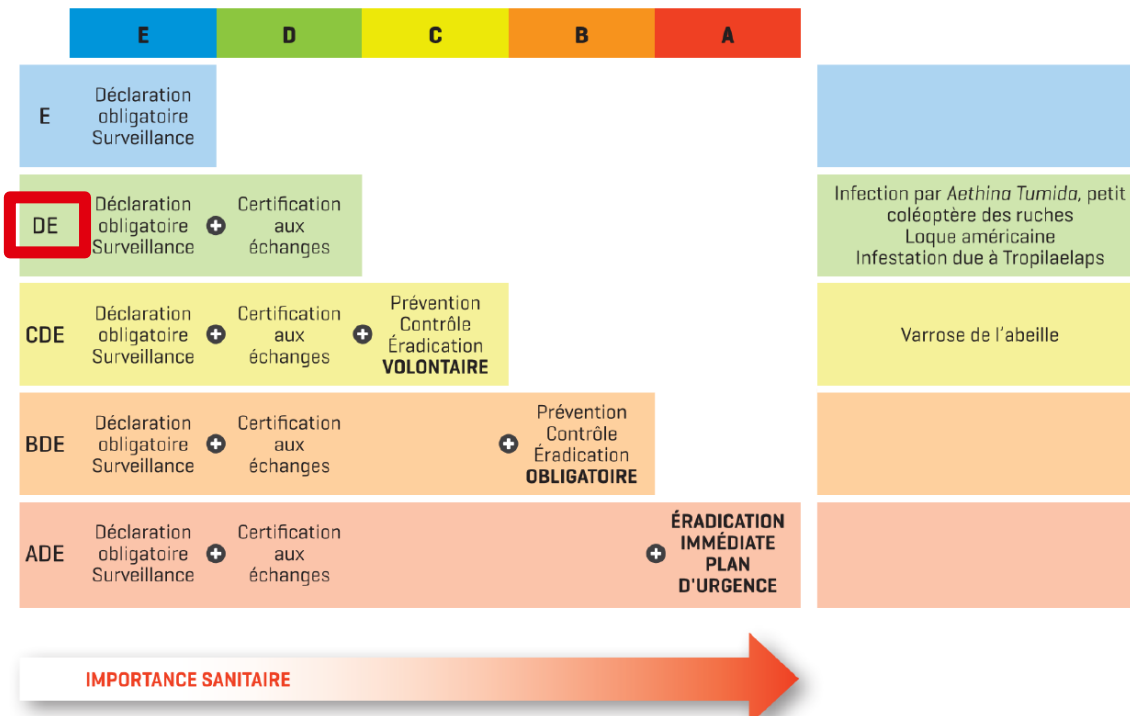 E D C B A
E
Déclaration
obligatoire
Surveillance
DE
Déclaration
obligatoire
Surveillance
+
Certification
aux
échanges
Infection par Aethina Tumida, petit
coléoptère des ruches
Loque américaine
Infestation due à Tropilaelaps
CDE
Déclaration
obligatoire
Surveillance
+
Certification
aux
échanges
+
Prévention
Contrôle
Éradication
VOLONTAIRE
Varrose de l'abeille
BDE
Déclaration
obligatoire
Surveillance
+
Certification
aux
échanges
+
Prévention
Contrôle
Éradication
OBLIGATOIRE
ADE
Déclaration
obligatoire
Surveillance
+
Certification
aux
échanges
+
ÉRADICATION
IMMÉDIATE
PLAN
D'URGENCE
IMPORTANCE SANITAIRE